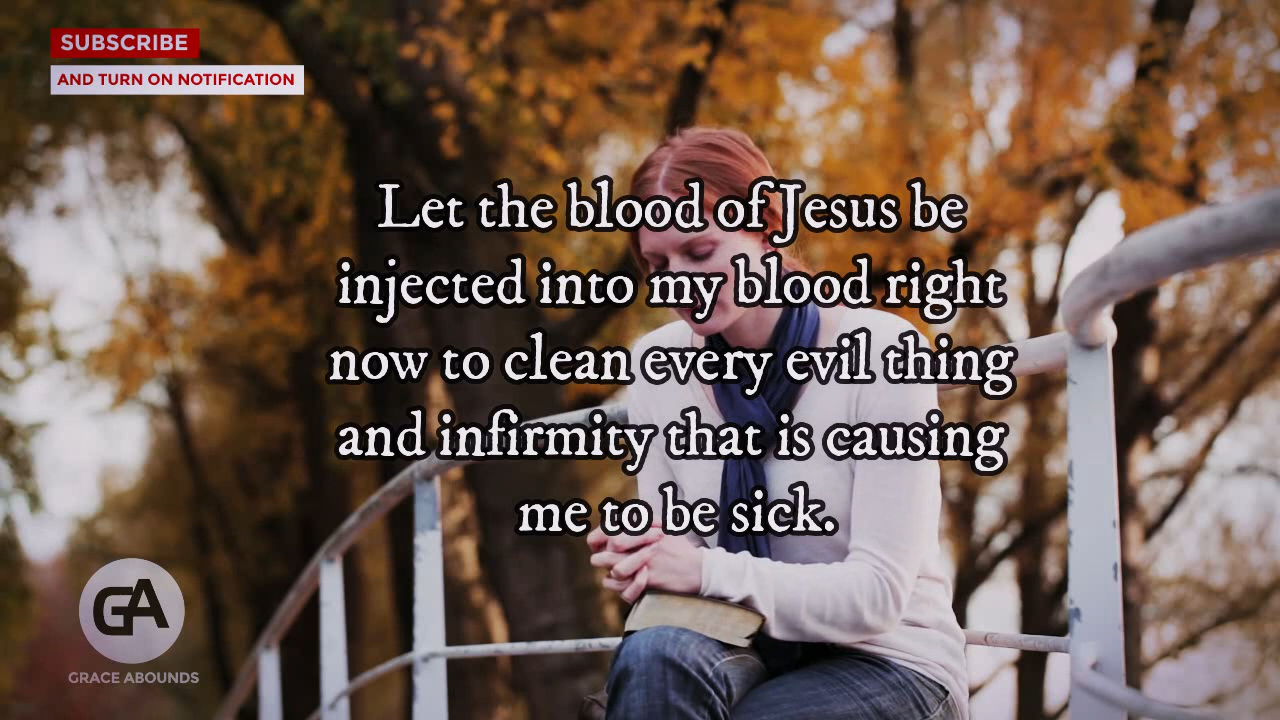 SUBSCRIBE
AND TURN ON NOTIFICATION
Let the blood of Jesus be
injected into my blood right
now to clean every evil thing
and infirmity that is causing
me to be sick.
GA
GRACE ABOUNDS